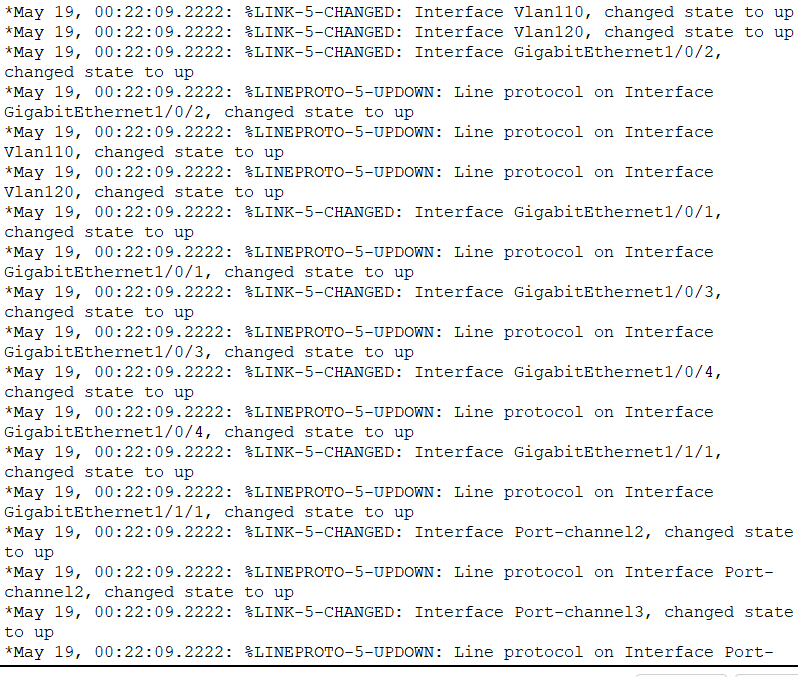 *May 19, 00:22:09.2222: %LINK-5-CHANGED: Interface Vlan110, changed state to up
*May 19, 00:22:09.2222: %LINK-5-CHANGED: Interface Vlan120, changed state to up
*May 19, 00:22:09.2222: %LINK-5-CHANGED: Interface GigabitEthernet1/0/2,
changed state to up
*May 19, 00:22:09.2222: %LINEPROTO-5-UPDOWN: Line protocol on Interface
GigabitEthernet1/0/2, changed state to up
*May 19, 00:22:09.2222: %LINEPROTO-5-UPDOWN: Line protocol on Interface
Vlan110, changed state to up
*May 19, 00:22:09.2222: %LINEPROTO-5-UPDOWN: Line protocol on Interface
Vlan120, changed state to up
*May 19, 00:22:09.2222: %LINK-5-CHANGED: Interface GigabitEthernet1/0/1,
changed state to up
*May 19, 00:22:09.2222: %LINEPROTO-5-UPDOWN: Line protocol on Interface
GigabitEthernet1/0/1, changed state to up
*May 19, 00:22:09.2222: %LINK-5-CHANGED: Interface GigabitEthernet1/0/3,
changed state to up
*May 19, 00:22:09.2222: %LINEPROTO-5-UPDOWN: Line protocol on Interface
GigabitEthernet1/0/3, changed state to up
*May 19, 00:22:09.2222: %LINK-5-CHANGED: Interface GigabitEthernet1/0/4,
changed state to up
*May 19, 00:22:09.2222: %LINEPROTO-5-UPDOWN: Line protocol on Interface
GigabitEthernet1/0/4, changed state to up
*May 19, 00:22:09.2222: %LINK-5-CHANGED: Interface GigabitEthernet1/1/1,
changed state to up
*May 19, 00:22:09.2222: %LINEPROTO-5-UPDOWN: Line protocol on Interface
GigabitEthernet1/1/1, changed state to up
*May 19, 00:22:09.2222: %LINK-5-CHANGED: Interface Port-channel2, changed state
to up
*May 19, 00:22:09.2222: %LINEPROTO-5-UPDOWN: Line protocol on Interface Port-
channel2, changed state to up
*May 19, 00:22:09.2222: %LINK-5-CHANGED: Interface Port-channel3, changed state
to up
*May 19, 00:22:09.2222: %LINEPROTO-5-UPDOWN: Line protocol on Interface Port-